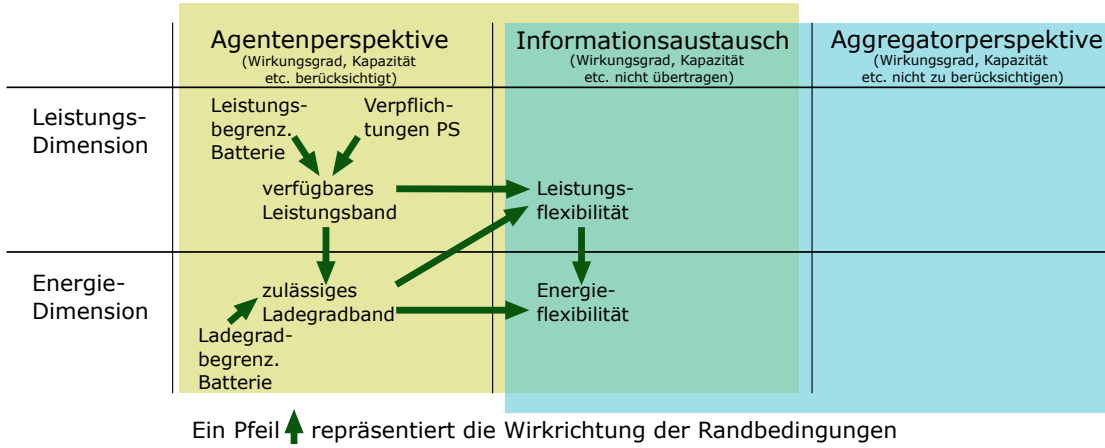 Agentenperspektive
(Wirkungsgrad, Kapazität
etc. berücksichtigt)
Informationsaustausch
(Wirkungsgrad, Kapazität
etc. nicht übertragen)
Aggregatorperspektive
(Wirkungsgrad, Kapazität
etc. nicht zu berücksichtigen)
Leistungs-
Dimension
Leistungs-
begrenz.
Batterie
Verpflich-
tungen PS
verfügbares
Leistungsband
Leistungs-
flexibilität
Energie-
Dimension
zulässiges
Ladegradband
Energie-
flexibilität
Ladegrad-
begrenz.
Batterie
Ein Pfeil repräsentiert die Wirkrichtung der Randbedingungen